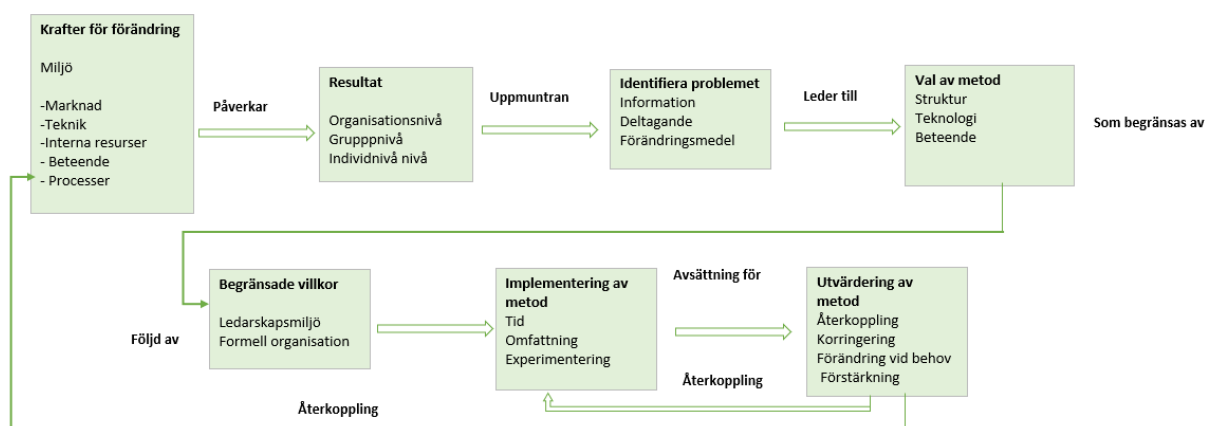 Krafter för förändring
Miljö
-Marknad
-Teknik
-Interna resurser
- Beteende
- Processer
Påverkar
Resultat
Organisationsnivå
Grupppnivå
Individnivå nivå
Uppmuntran
Identifiera problemet
Information
Deltagande
Förändringsmedel
Leder till
Val av metod
Struktur
Teknologi
Beteende
Som begränsas av
Begränsade villkor
Ledarskapsmiljö
Formell organisation
Följd av
Implementering av
metod
Tid
Omfattning
Experimentering
Avsättning för
Utvärdering av
metod
Återkoppling
Korringering
Förändring vid behov
Förstärkning
Återkoppling
Återkoppling